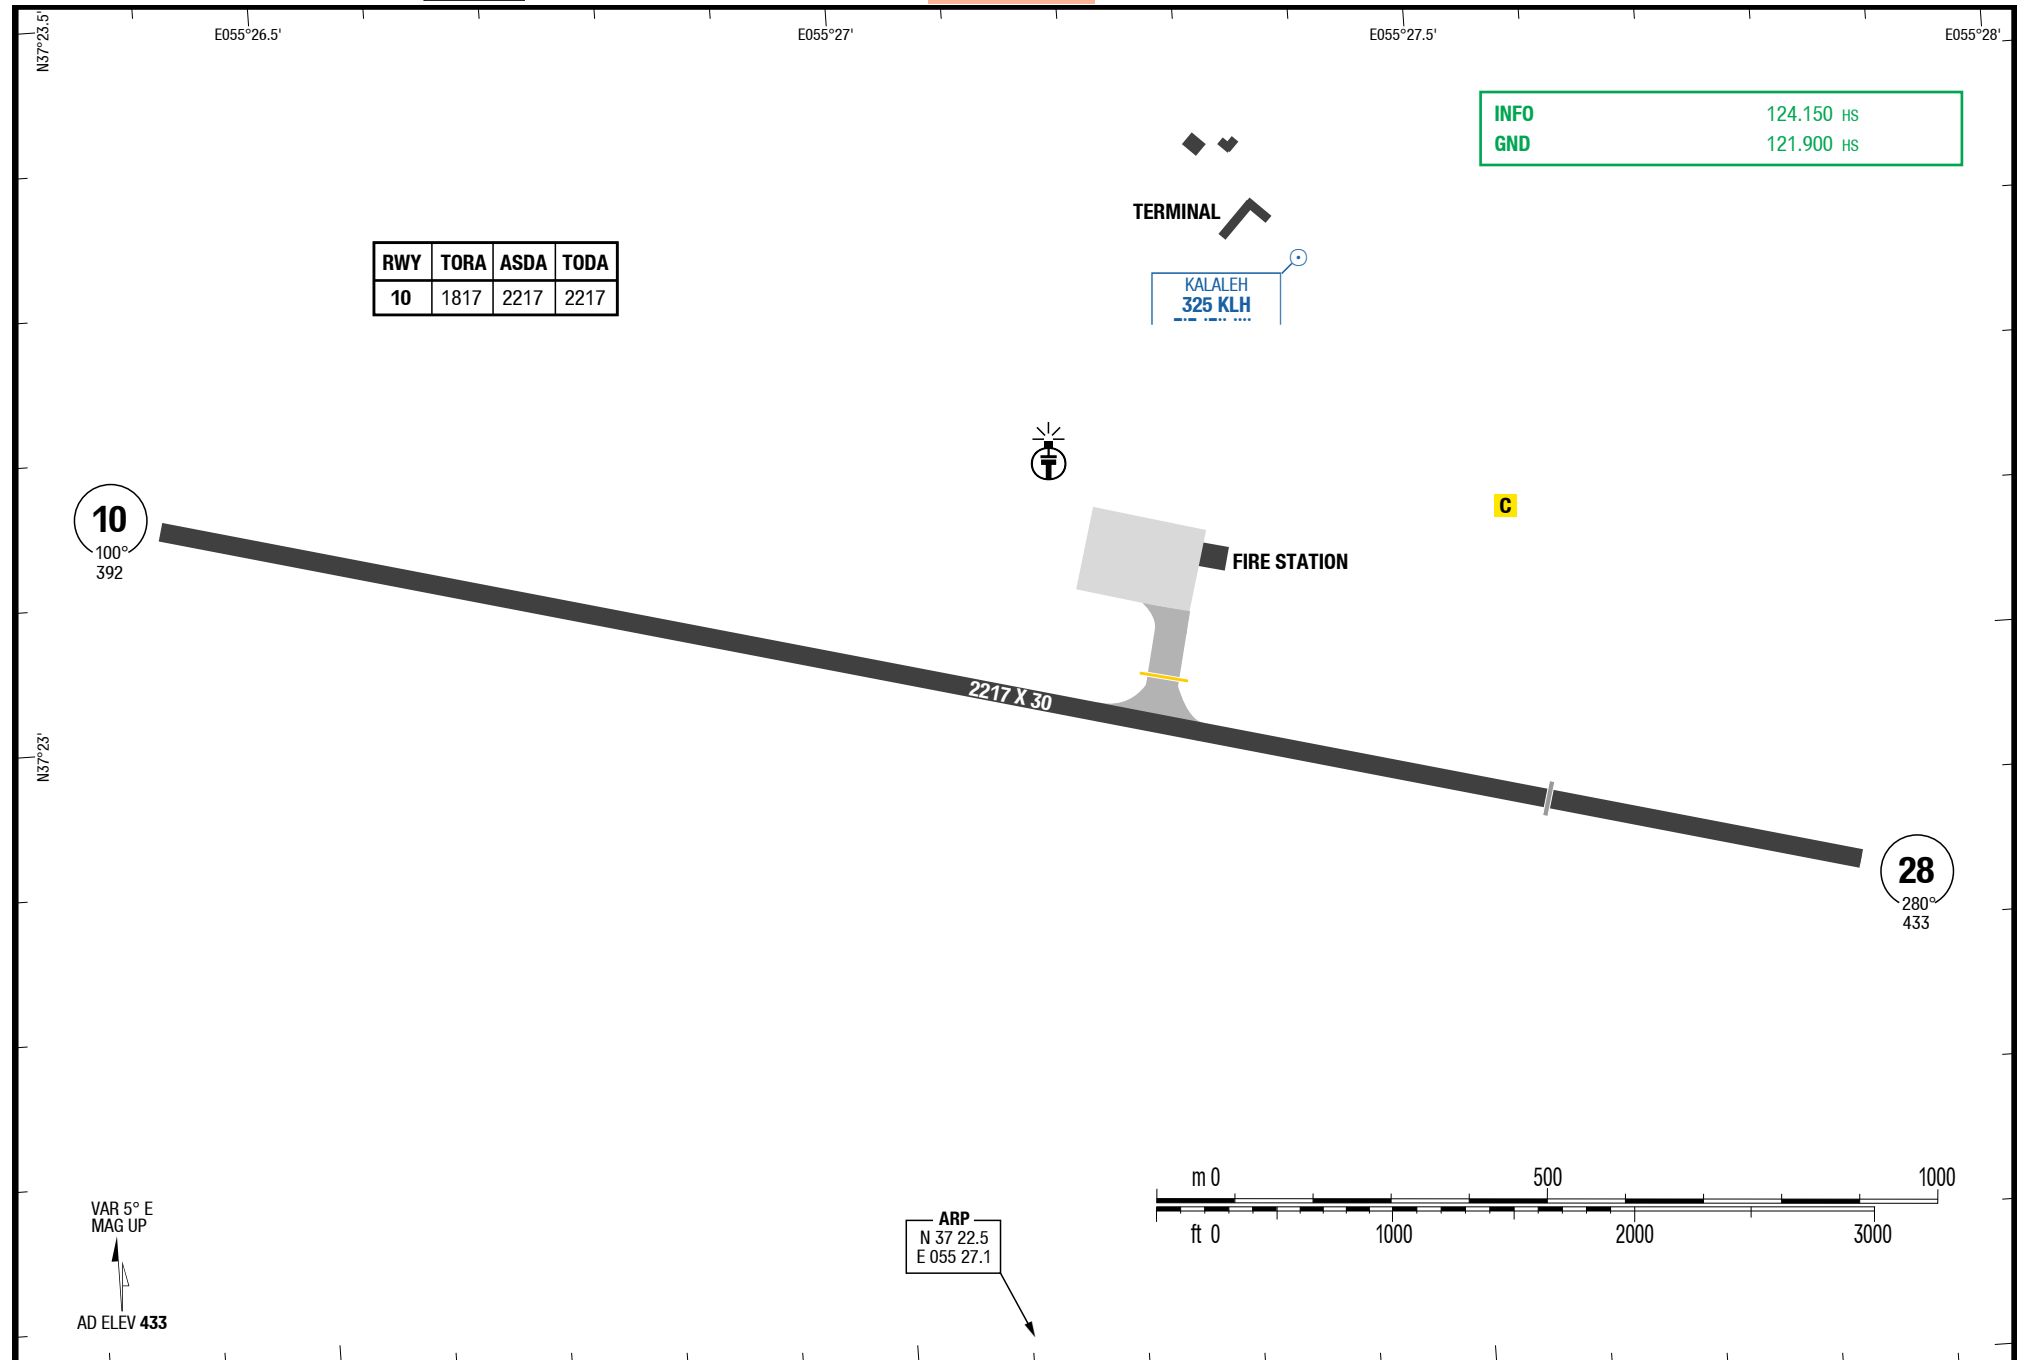 E055°26.5'
E055°27'
E055°27.5'
E055°28'
N37°23.5'
INFO 124.150 HS
GND 121.900 HS
TERMINAL
RWY TORA ASDA TODA
10 1817 2217 2217
KALALEH
325 KLH
10
100°
392
C
FIRE STATION
2217 X 30
N37°23'
28
280°
433
m 0 500 1000
ft 0 1000 2000 3000
VAR 5° E
MAG UP
AD ELEV 433
ARP
N 37 22.5
E 055 27.1